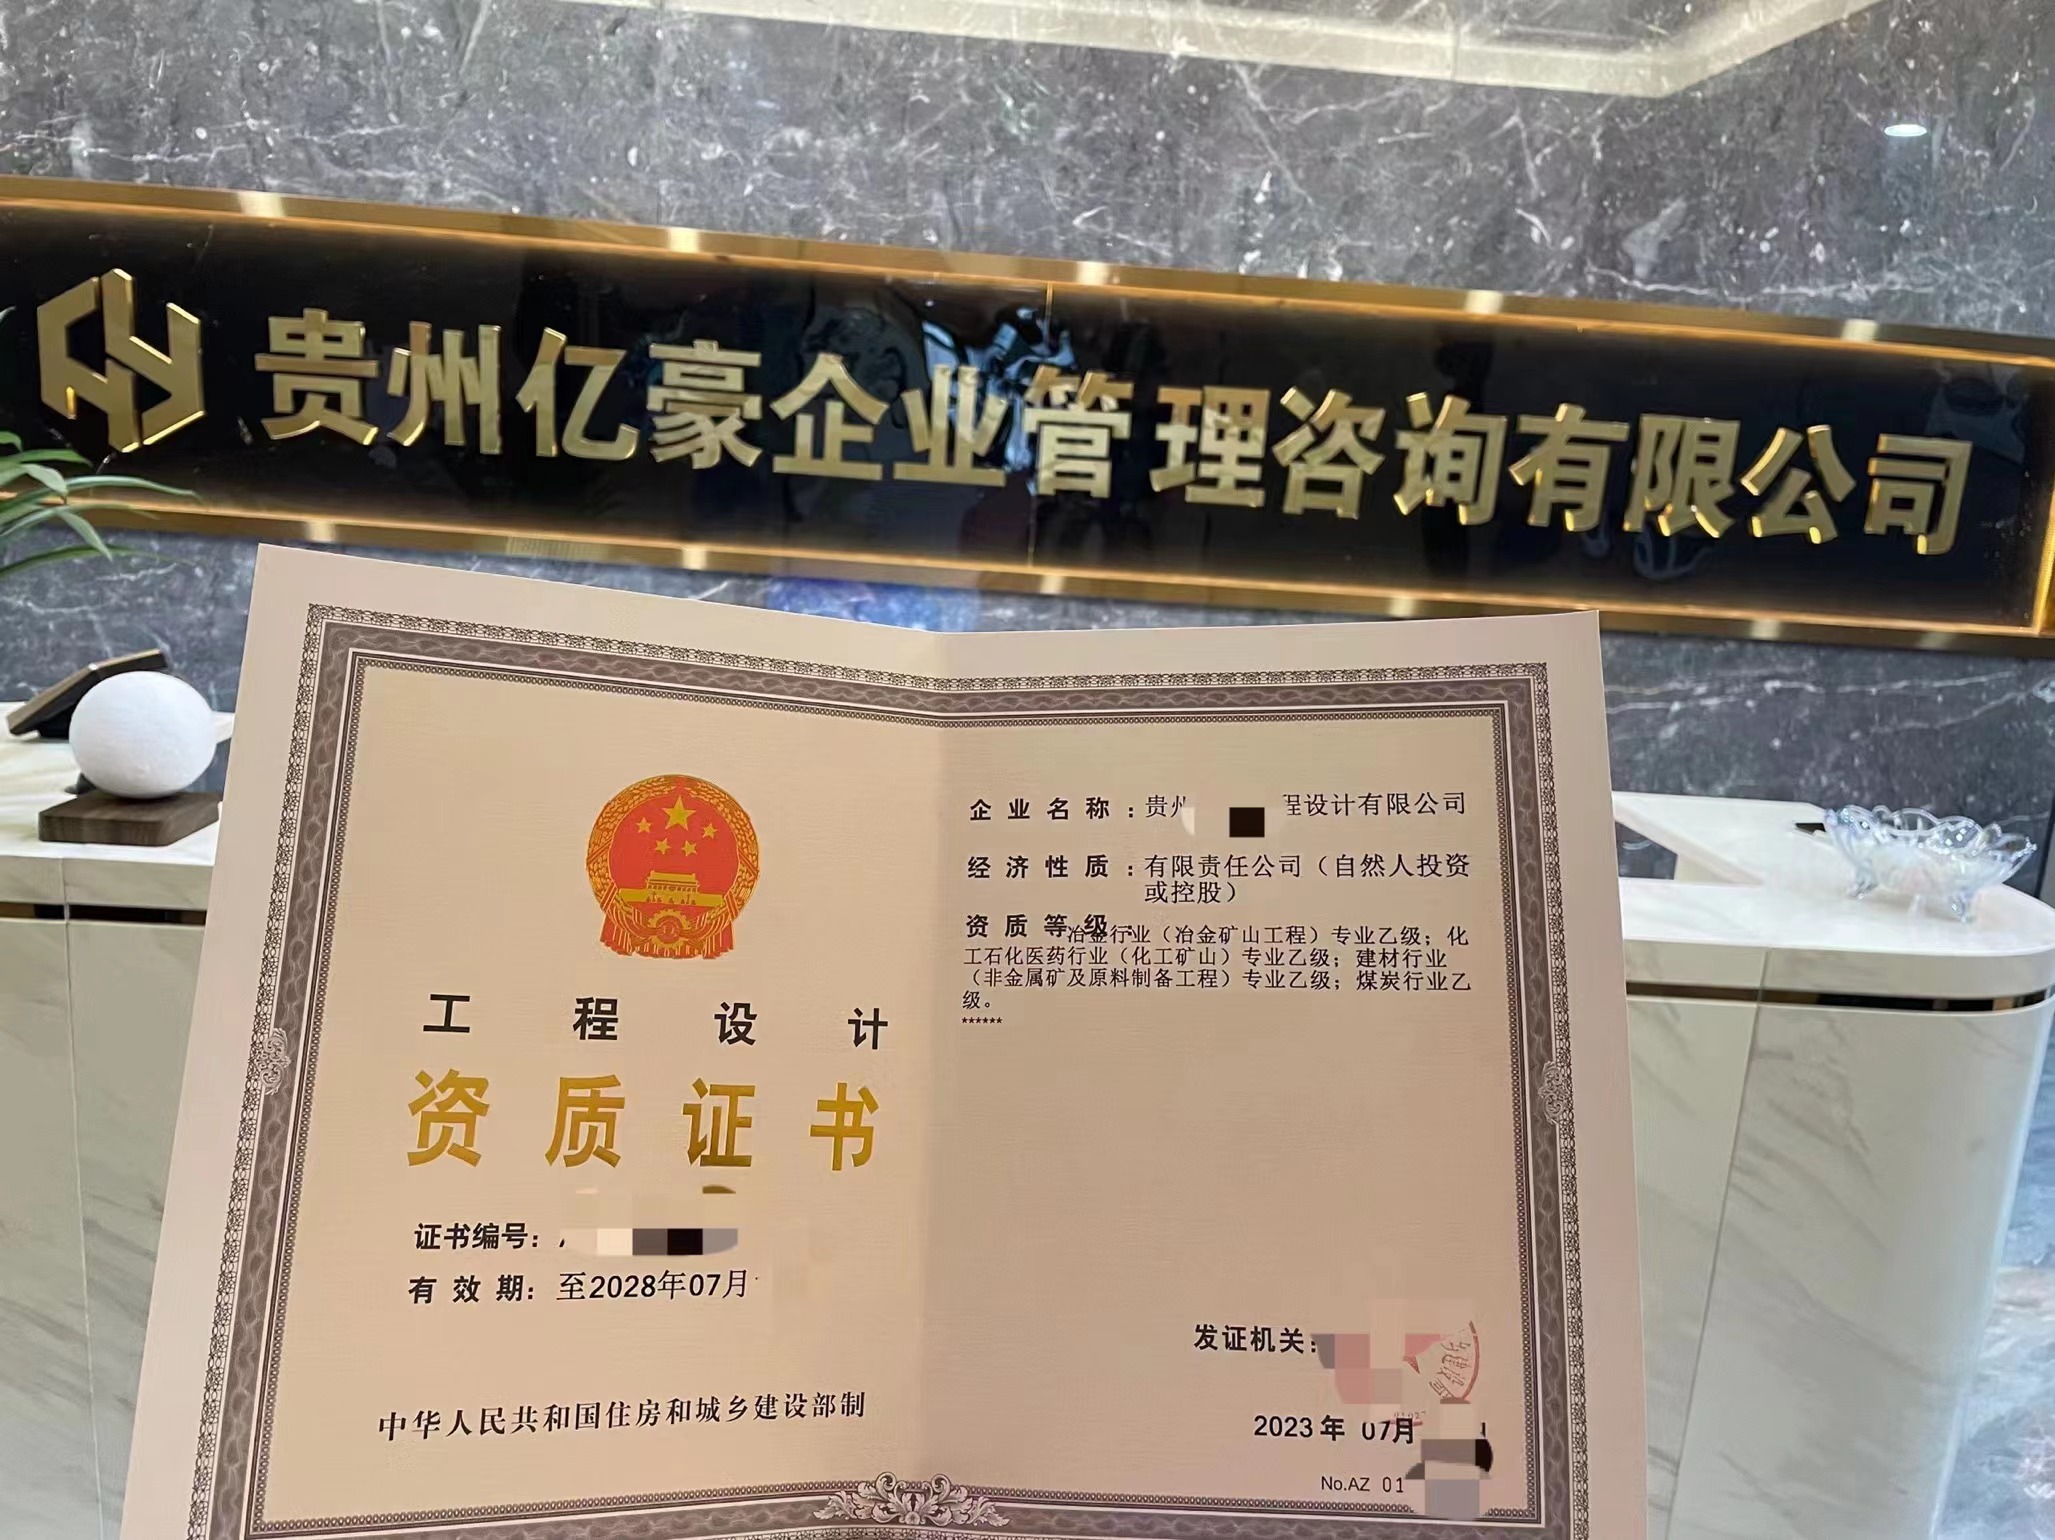 贵州亿豪企业管理咨询有限公司
工程设计
资质证书
证书编号：
有效期：至2028年07月
中华人民共和国住房和城乡建设部制
企业名称：贵州 程设计有限公司
经济性质：有限责任公司（自然人投资
或控股）
资质等级：
冶金行业（冶金矿山工程）专业乙级；化
工石化医药行业（化工矿山）专业乙级；建材行业
（非金属矿及原料制备工程）专业乙级；煤炭行业乙
级。
******
发证机关：
2023年 07月
No.AZ 01